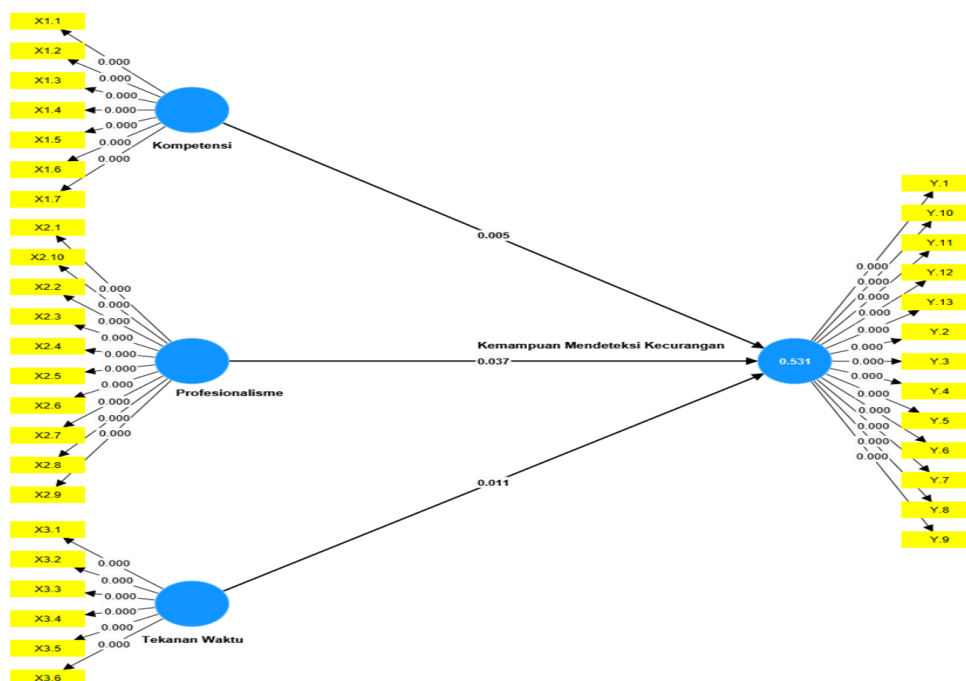 X1.1
X1.2
X1.3
X1.4
X1.5
X1.6
X1.7
0.000
0.000
0.000
0.000
0.000
0.000
0.000
Kompetensi
X2.1
X2.10
X2.2
X2.3
X2.4
X2.5
X2.6
X2.7
X2.8
X2.9
0.000
0.000
0.000
0.000
0.000
0.000
0.000
0.000
0.000
0.000
Profesionalisme
X3.1
X3.2
X3.3
X3.4
X3.5
X3.6
0.000
0.000
0.000
0.000
0.000
0.000
Tekanan Waktu
0.005
Kemampuan Mendeteksi Kecurangan
0.037
0.011
0.531
0.000
0.000
0.000
0.000
0.000
0.000
0.000
0.000
0.000
0.000
0.000
0.000
0.000
Y.1
Y.10
Y.11
Y.12
Y.13
Y.2
Y.3
Y.4
Y.5
Y.6
Y.7
Y.8
Y.9